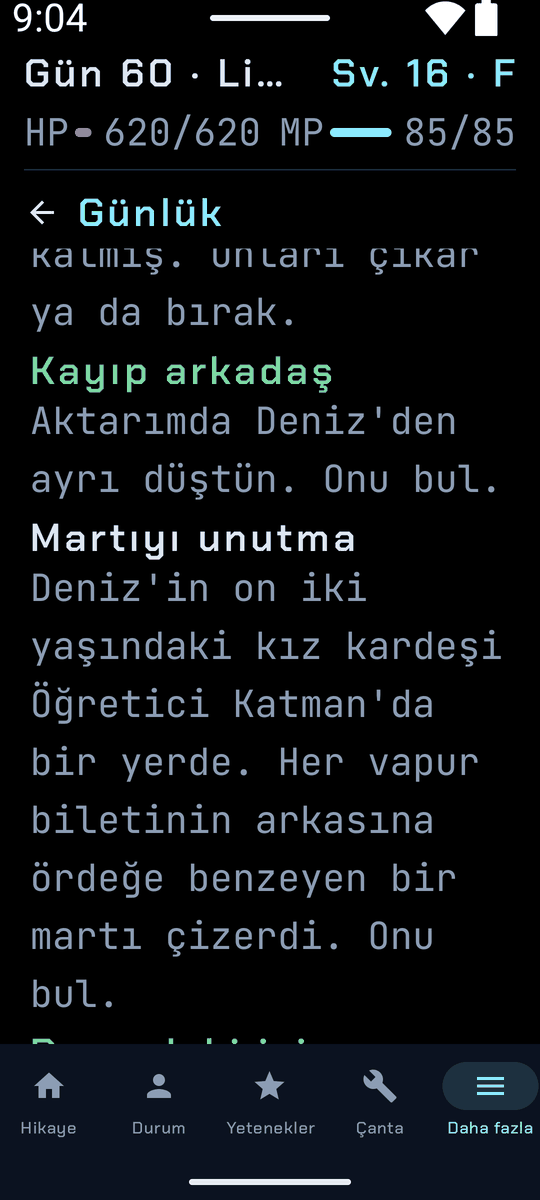 9:04
Gün 60 · Li… Sv. 16 · F
HP 620/620 MP 85/85
← Günlük
katmış. Onları çıkar
ya da bırak.
Kayıp arkadaş
Aktarımda Deniz'den
ayrı düştün. Onu bul.
Martıyı unutma
Deniz'in on iki
yaşındaki kız kardeşi
Öğretici Katman'da
bir yerde. Her vapur
biletinin arkasına
ördeğe benzeyen bir
martı çizerdi. Onu
bul.
Hikaye Durum Yetenekler Çanta Daha fazla